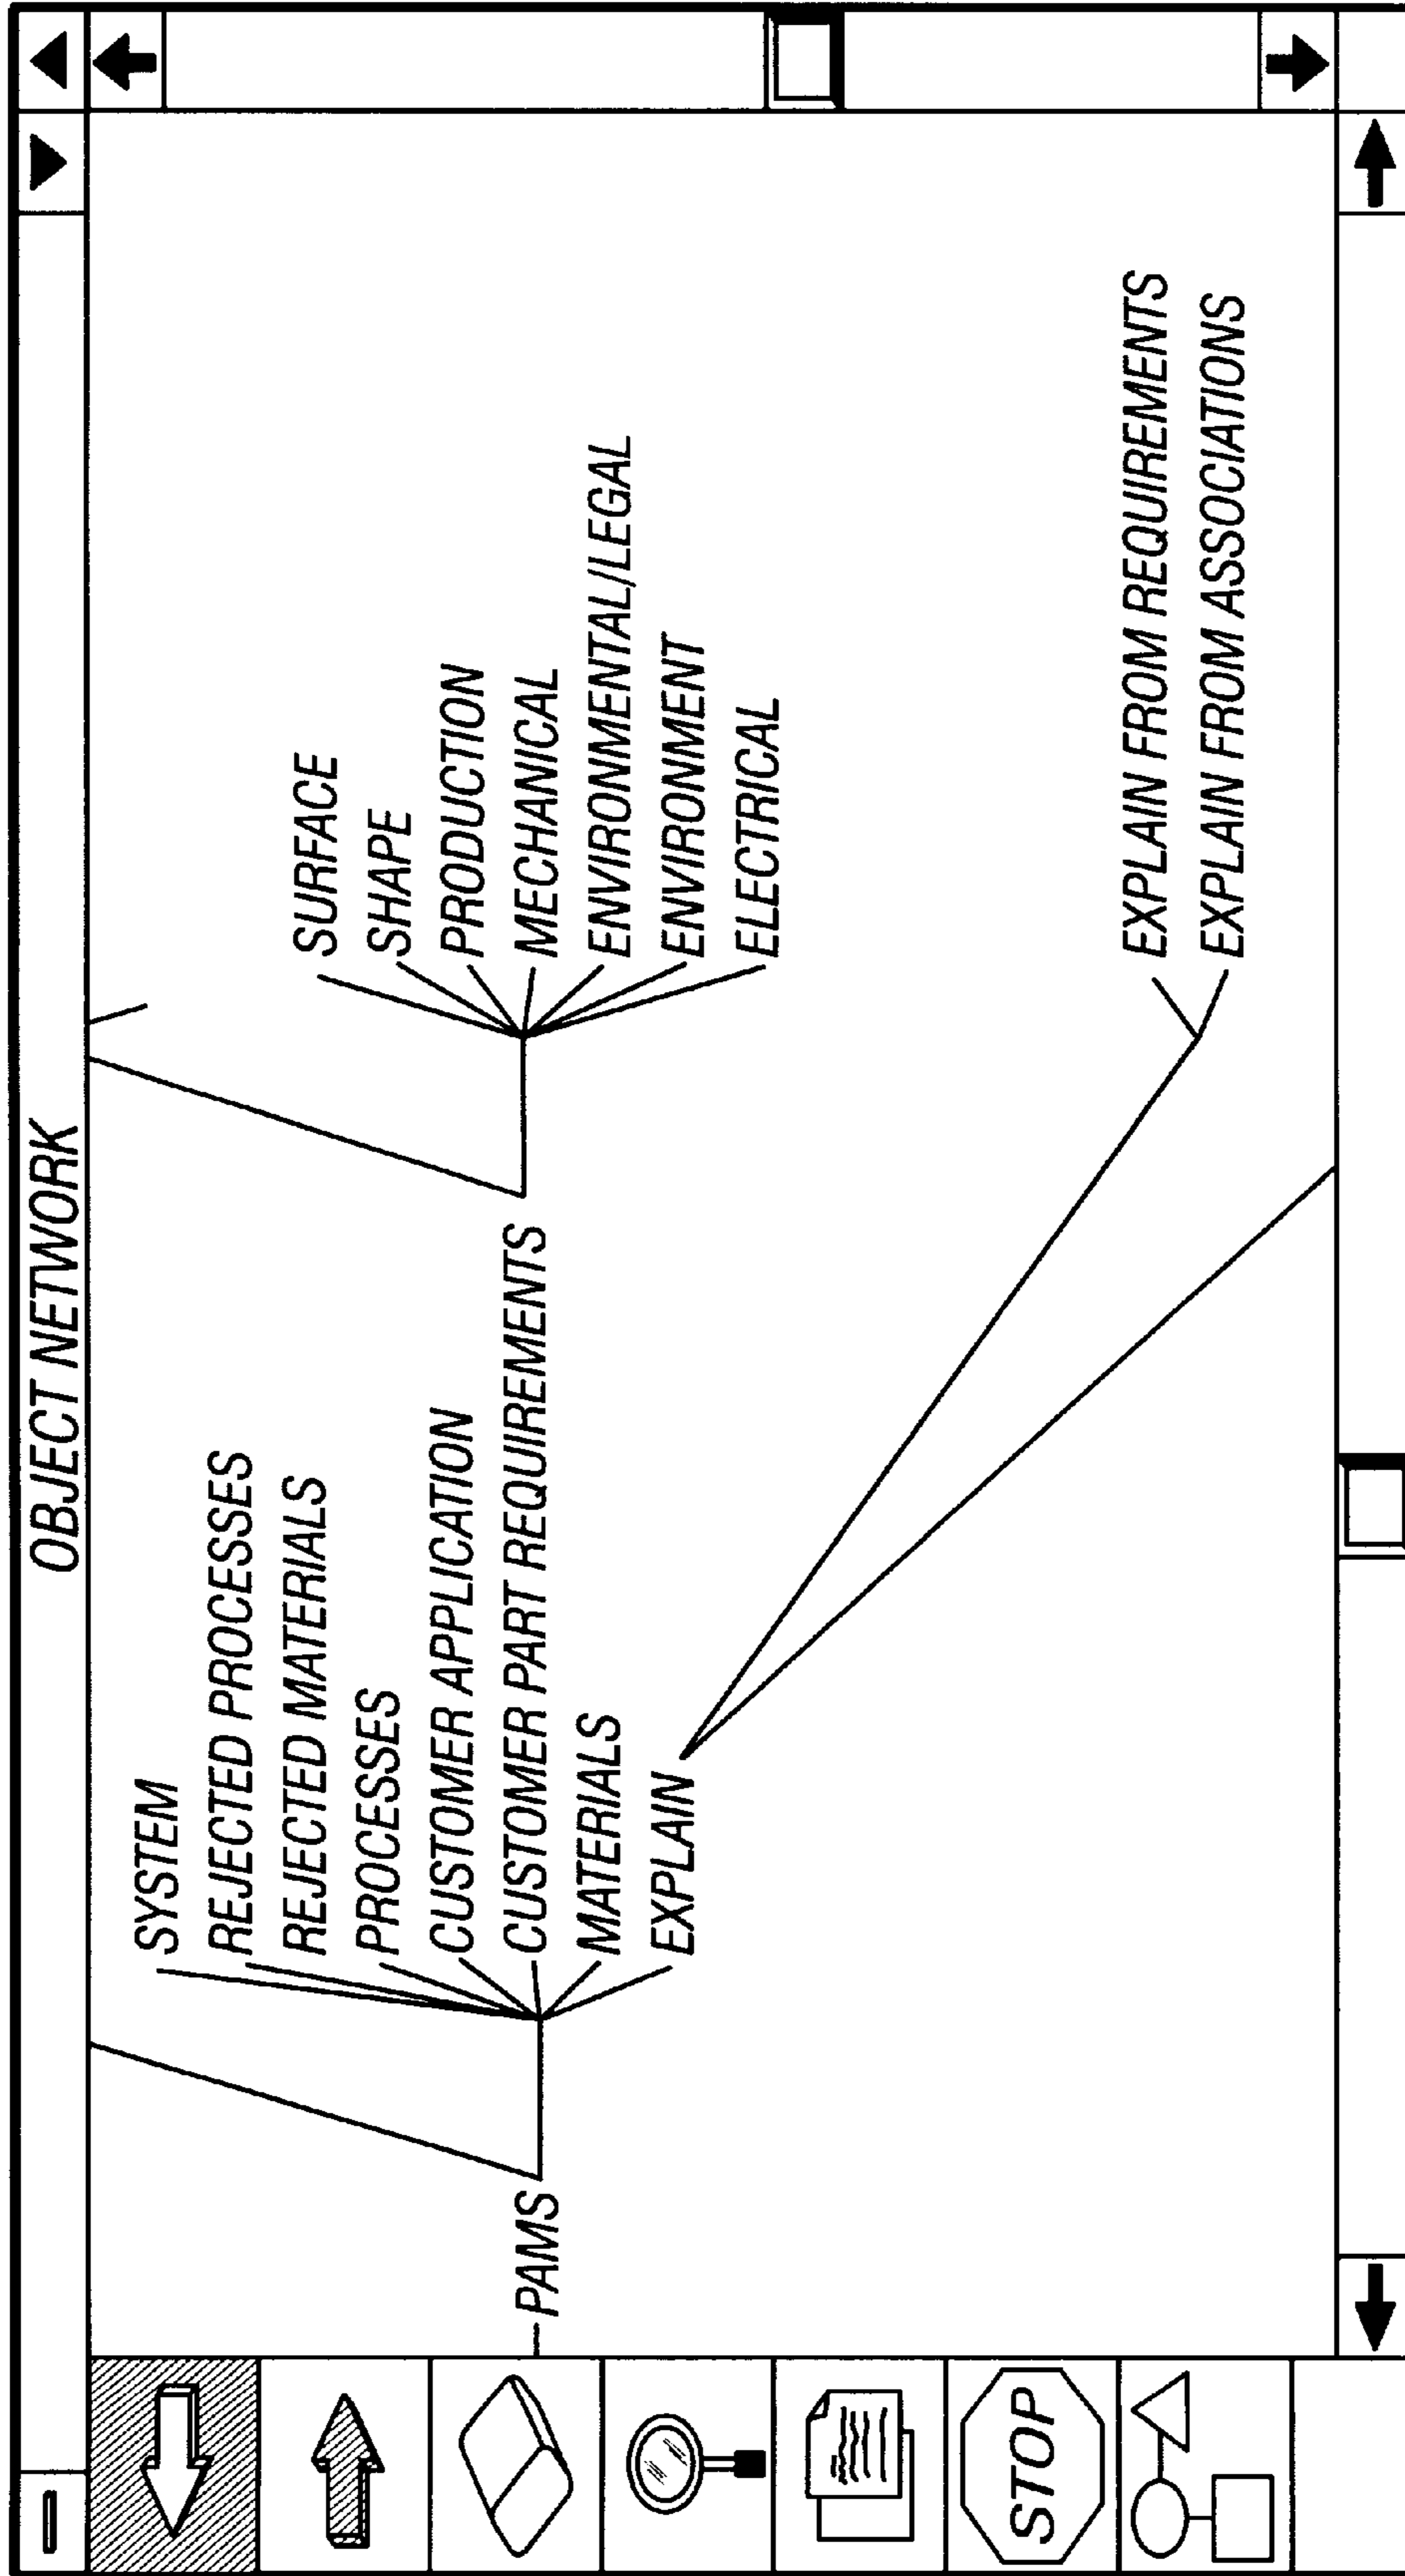 OBJECT NETWORK
SYSTEM
REJECTED PROCESSES
REJECTED MATERIALS
PROCESSES
CUSTOMER APPLICATION
PAMS
CUSTOMER PART REQUIREMENTS
MATERIALS
EXPLAIN
SURFACE
SHAPE
PRODUCTION
MECHANICAL
ENVIRONMENTAL/LEGAL
ENVIRONMENT
ELECTRICAL
EXPLAIN FROM REQUIREMENTS
EXPLAIN FROM ASSOCIATIONS
STOP